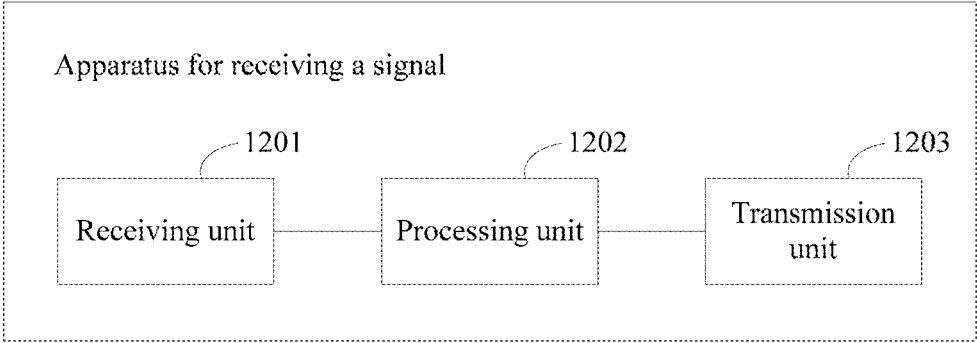 Apparatus for receiving a signal
1201
1202
1203
Receiving unit
Processing unit
Transmission
unit